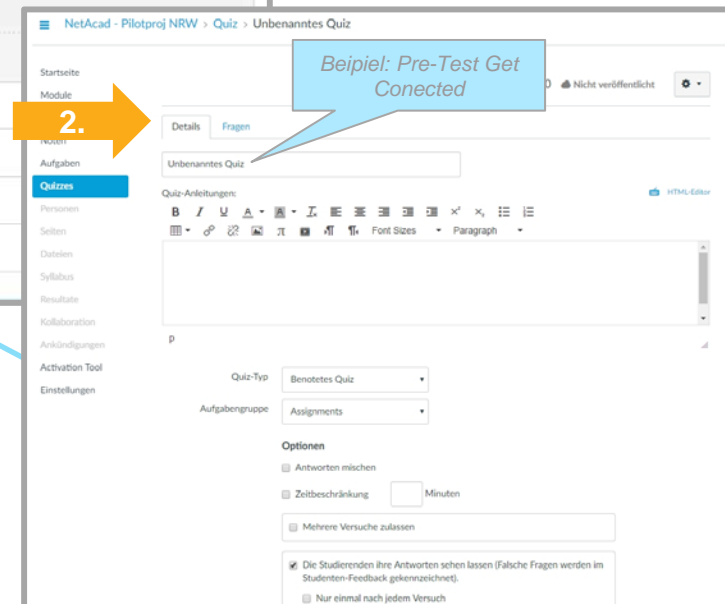 NetAcad - Pilotproj NRW > Quiz > Unbenanntes Quiz
Beipiel: Pre-Test Get
Conected
Nicht veröffentlicht
Startseite
Module
2.
Noten
Aufgaben
Quizzes
Personen
Seiten
Dateien
Syllabus
Resultate
Kollaboration
Ankündigungen
Activation Tool
Einstellungen
Details Fragen
Unbenanntes Quiz
Quiz-Anleitungen:
HTML-Editor
B I U A A Ix x² x₂
π ¶ ¶ Font Sizes Paragraph
p
Quiz-Typ Benotetes Quiz
Aufgabengruppe Assignments
Optionen
Antworten mischen
Zeitbeschränkung Minuten
Mehrere Versuche zulassen
Die Studierenden ihre Antworten sehen lassen (Falsche Fragen werden im
Studenten-Feedback gekennzeichnet).
Nur einmal nach jedem Versuch